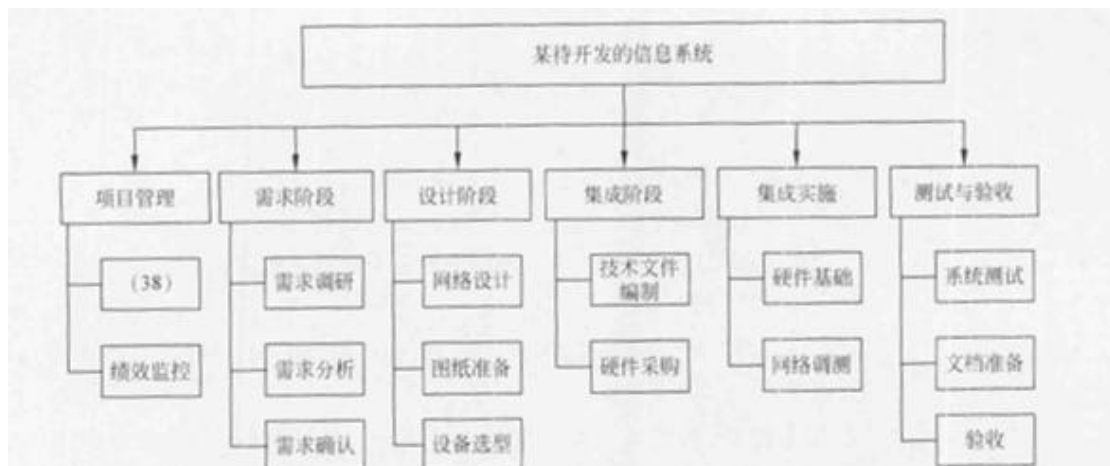 某待开发的信息系统
项目管理
需求阶段
设计阶段
集成阶段
集成实施
测试与验收
(38)
需求调研
网络设计
技术文件
编制
硬件基础
系统测试
绩效监控
需求分析
图纸准备
硬件采购
网络调测
文档准备
需求确认
设备选型
验收